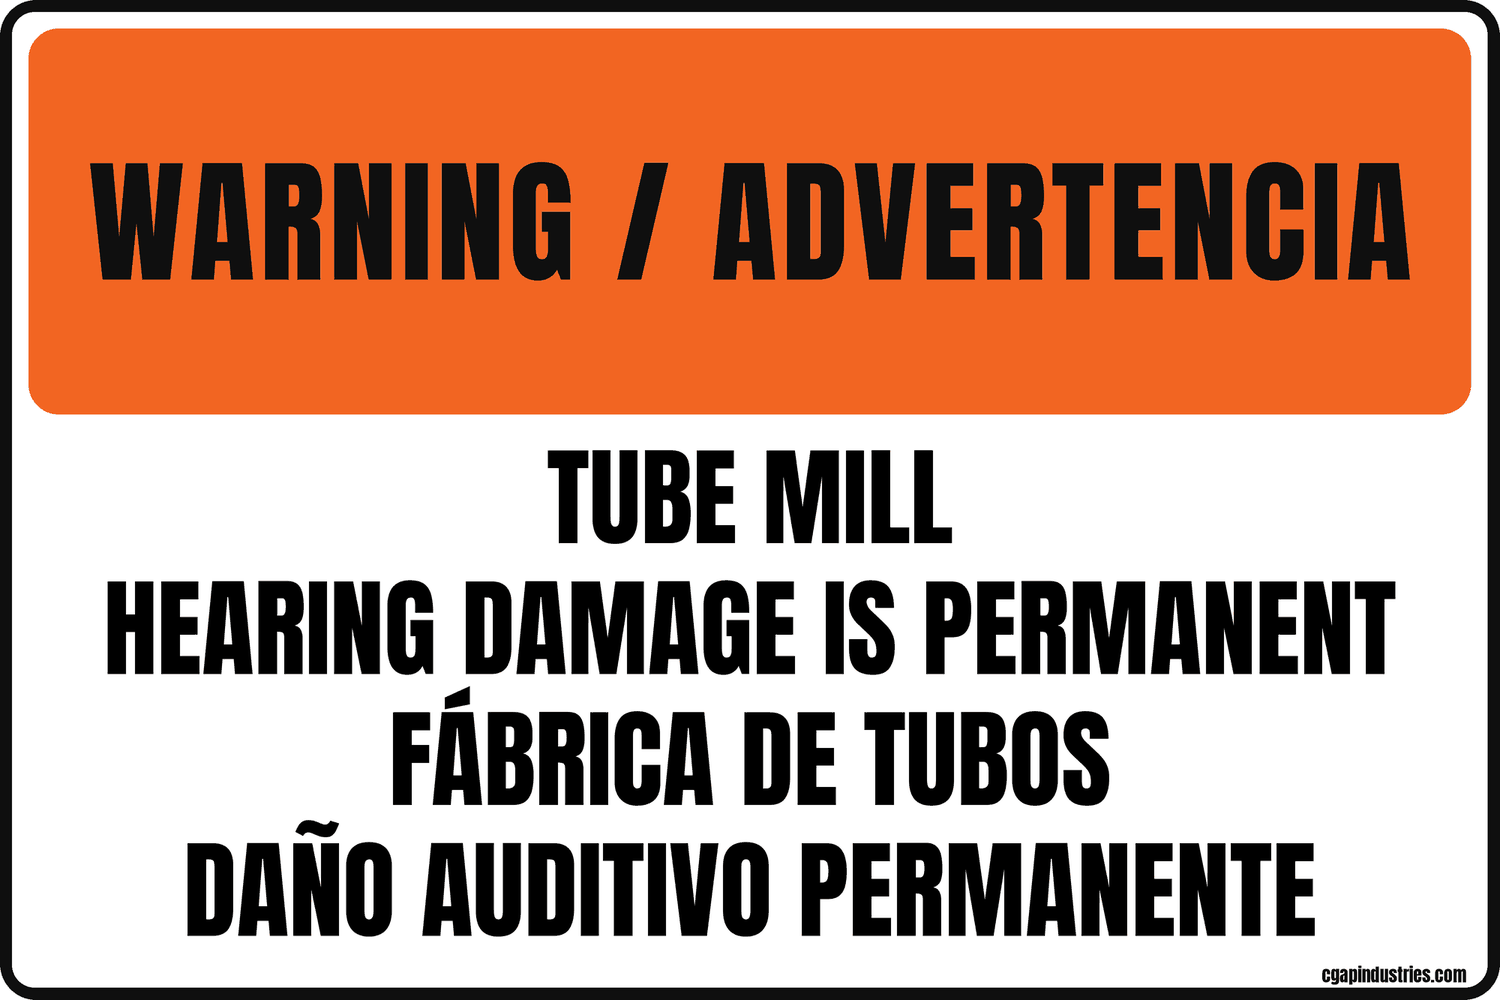 WARNING / ADVERTENCIA
TUBE MILL
HEARING DAMAGE IS PERMANENT
FÁBRICA DE TUBOS
DAÑO AUDITIVO PERMANENTE
cgapindustries.com